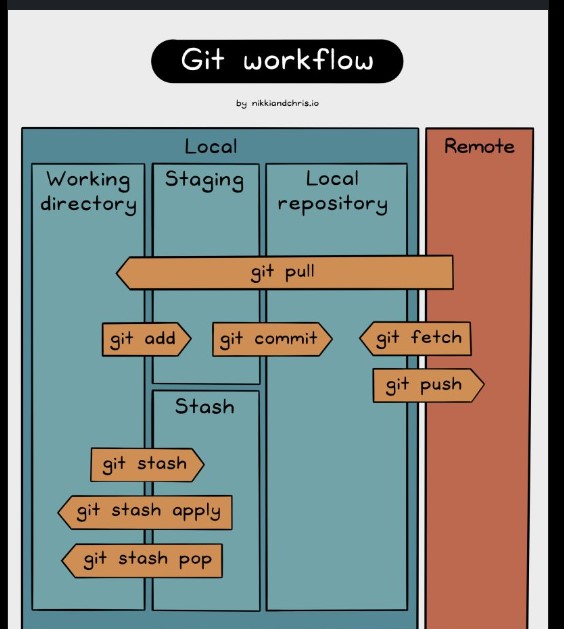 Git workflow
by nikkiandchris.io
Local
Remote
Working
directory
Staging
Local
repository
git pull
git add
git commit
git fetch
git push
Stash
git stash
git stash apply
git stash pop